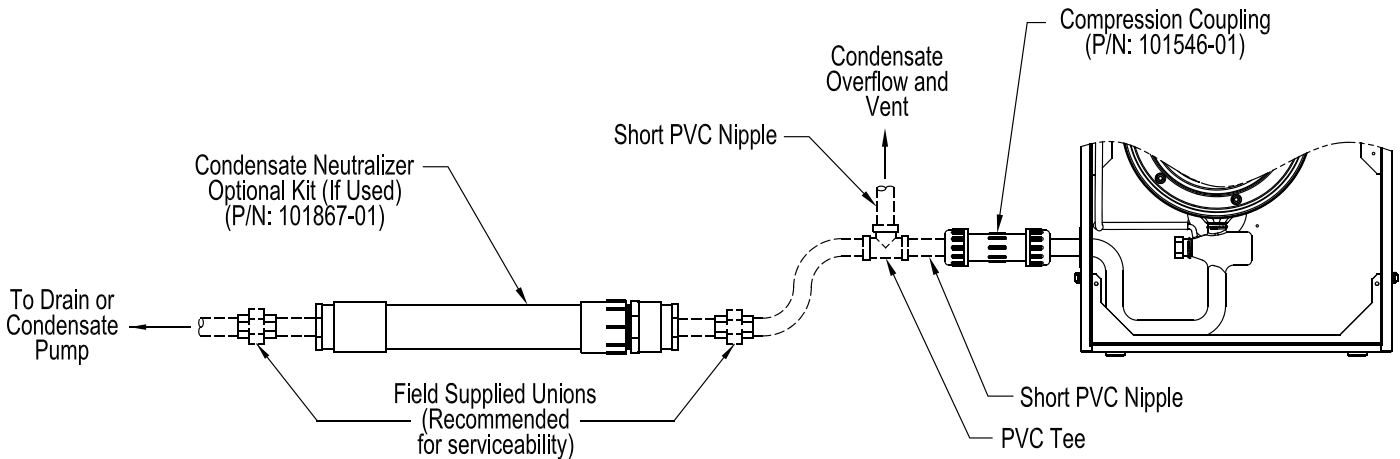 Compression Coupling
(P/N: 101546-01)
Condensate
Overflow and
Vent
Short PVC Nipple
Condensate Neutralizer
Optional Kit (If Used)
(P/N: 101867-01)
To Drain or
Condensate
Pump
Field Supplied Unions
(Recommended
for serviceability)
Short PVC Nipple
PVC Tee